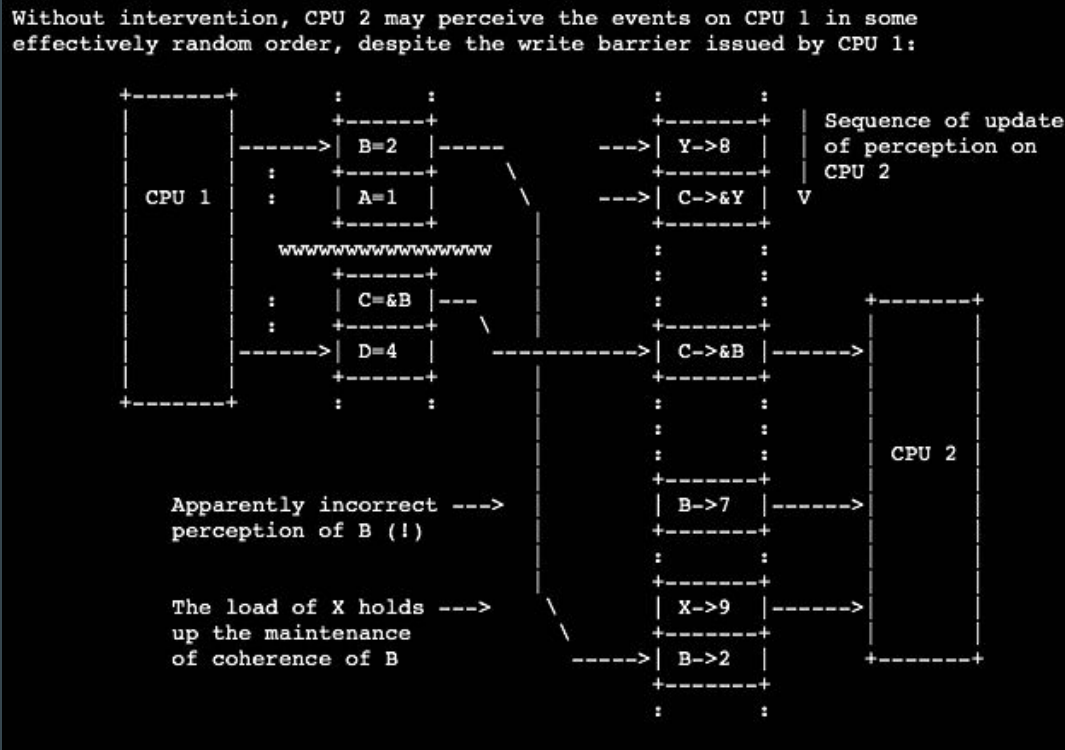 Without intervention, CPU 2 may perceive the events on CPU 1 in some
effectively random order, despite the write barrier issued by CPU 1:

+-------+       :      :                :       :
|       |       +------+                +-------+  | Sequence of update
|       |------>| B=2  |-----       --->| Y->8  |  | of perception on
|       |  :    +------+     \          +-------+  | CPU 2
| CPU 1 |  :    | A=1  |      \     --->| C->&Y |  V
|       |       +------+       |        +-------+
|       |   wwwwwwwwwwwwwwww   |        :       :
|       |       +------+       |        :       :
|       |  :    | C=&B |---    |        :       :       +-------+
|       |  :    +------+   \   |        +-------+       |       |
|       |------>| D=4  |    ----------->| C->&B |------>|       |
|       |       +------+       |        +-------+       |       |
+-------+       :      :       |        :       :       |       |
                               |        :       :       |       |
                               |        :       :       | CPU 2 |
                               |        +-------+       |       |
    Apparently incorrect --->  |        | B->7  |------>|       |
    perception of B (!)        |        +-------+       |       |
                               |        :       :       |       |
                               |        +-------+       |       |
    The load of X holds --->    \       | X->9  |------>|       |
    up the maintenance           \      +-------+       |       |
    of coherence of B             ----->| B->2  |       +-------+
                                        +-------+
                                        :       :